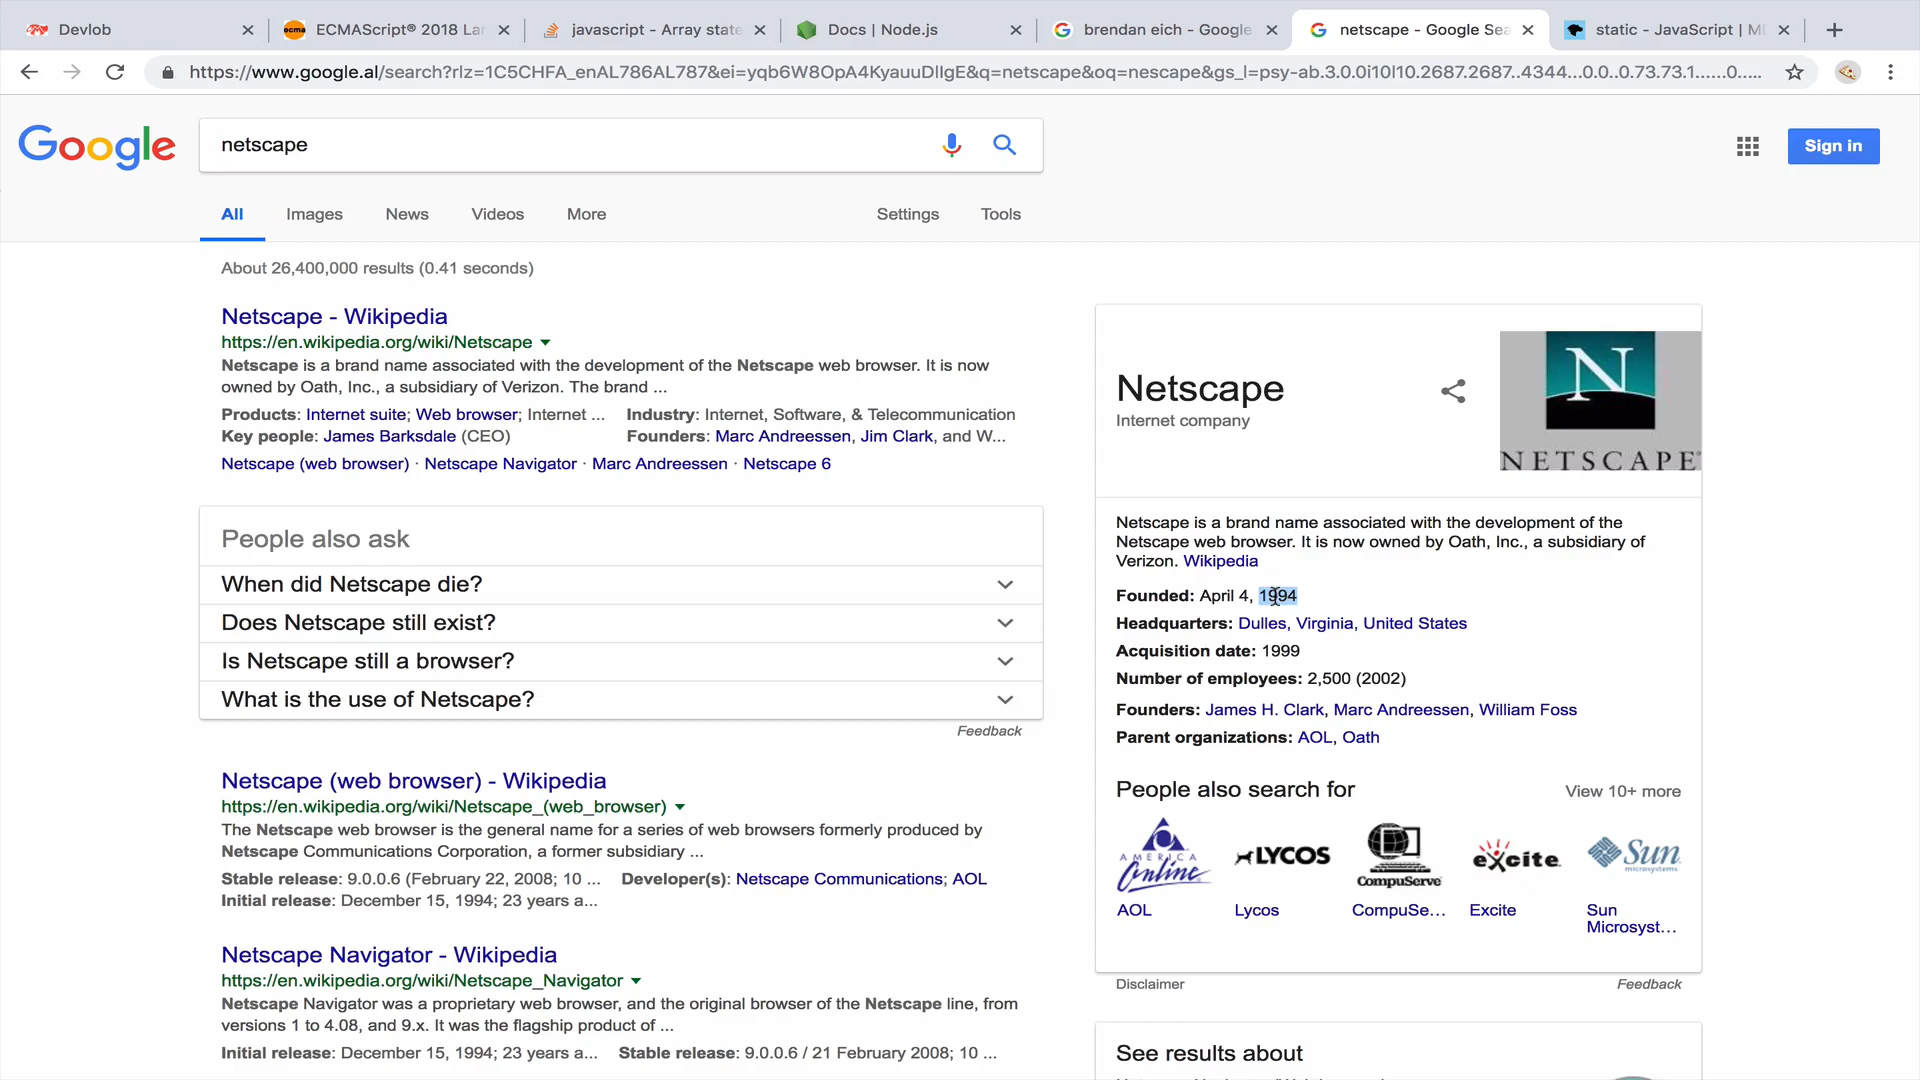 Devlob
ECMAScript® 2018 Lan
javascript - Array state
Docs | Node.js
brendan eich - Google
netscape - Google Sea
static - JavaScript | M
https://www.google.al/search?rlz=1C5CHFA_enAL786AL787&ei=yqb6W8OpA4KyauuDlIgE&q=netscape&oq=nescape&gs_l=psy-ab.3.0.0i10l10.2687.2687..4344...0.0..0.73.73.1......0.....
Google
netscape
Sign in
All
Images
News
Videos
More
Settings
Tools
About 26,400,000 results (0.41 seconds)
Netscape - Wikipedia
https://en.wikipedia.org/wiki/Netscape
Netscape is a brand name associated with the development of the Netscape web browser. It is now
owned by Oath, Inc., a subsidiary of Verizon. The brand ...
Products: Internet suite; Web browser; Internet ...
Industry: Internet, Software, & Telecommunication
Key people: James Barksdale (CEO)
Founders: Marc Andreessen, Jim Clark, and W...
Netscape (web browser) · Netscape Navigator · Marc Andreessen · Netscape 6
People also ask
When did Netscape die?
Does Netscape still exist?
Is Netscape still a browser?
What is the use of Netscape?
Feedback
Netscape (web browser) - Wikipedia
https://en.wikipedia.org/wiki/Netscape_(web_browser)
The Netscape web browser is the general name for a series of web browsers formerly produced by
Netscape Communications Corporation, a former subsidiary ...
Stable release: 9.0.0.6 (February 22, 2008; 10 ...
Developer(s): Netscape Communications; AOL
Initial release: December 15, 1994; 23 years a...
Netscape Navigator - Wikipedia
https://en.wikipedia.org/wiki/Netscape_Navigator
Netscape Navigator was a proprietary web browser, and the original browser of the Netscape line, from
versions 1 to 4.08, and 9.x. It was the flagship product of ...
Initial release: December 15, 1994; 23 years a...
Stable release: 9.0.0.6 / 21 February 2008; 10 ...
Netscape
Internet company
N
NETSCAPE
Netscape is a brand name associated with the development of the
Netscape web browser. It is now owned by Oath, Inc., a subsidiary of
Verizon. Wikipedia
Founded: April 4, 1994
Headquarters: Dulles, Virginia, United States
Acquisition date: 1999
Number of employees: 2,500 (2002)
Founders: James H. Clark, Marc Andreessen, William Foss
Parent organizations: AOL, Oath
People also search for
View 10+ more
AMERICA
Online
LYCOS
CompuServe
excite
Sun
microsystems
AOL
Lycos
CompuSe...
Excite
Sun
Microsyst...
Disclaimer
Feedback
See results about